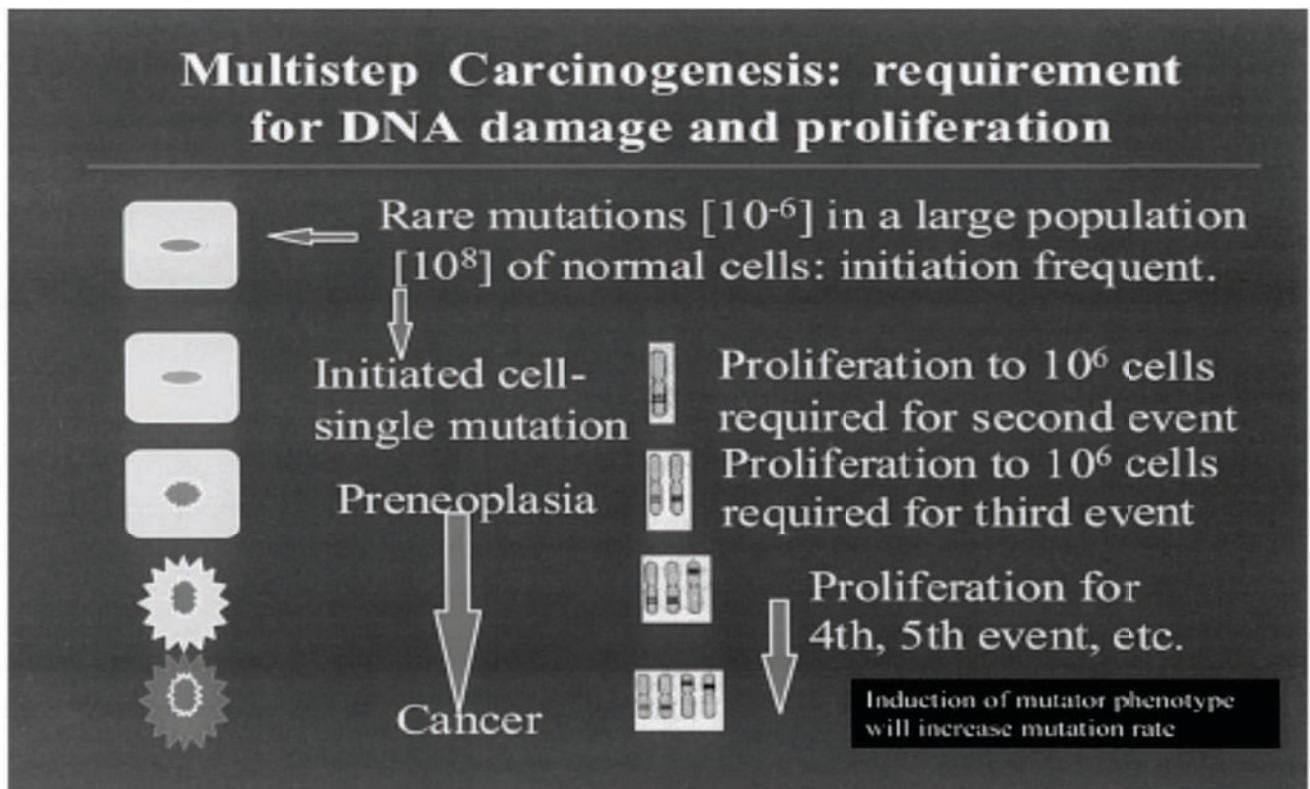 Multistep Carcinogenesis: requirement
for DNA damage and proliferation
Rare mutations [10⁻⁶] in a large population
[10⁸] of normal cells: initiation frequent.
Initiated cell-
single mutation
Proliferation to 10⁶ cells
required for second event
Preneoplasia
Proliferation to 10⁶ cells
required for third event
Proliferation for
4th, 5th event, etc.
Cancer
Induction of mutator phenotype
will increase mutation rate